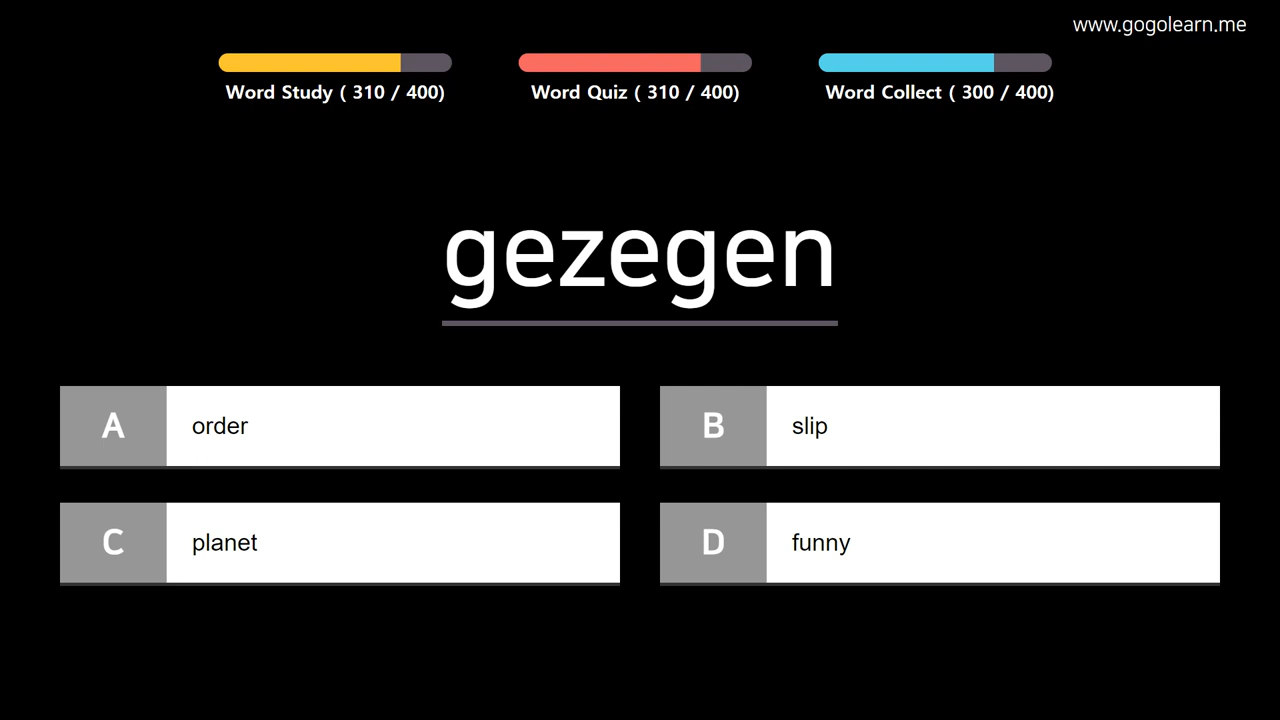 www.gogolearn.me
Word Study ( 310 / 400)
Word Quiz ( 310 / 400)
Word Collect ( 300 / 400)
gezegen
A order
B slip
C planet
D funny